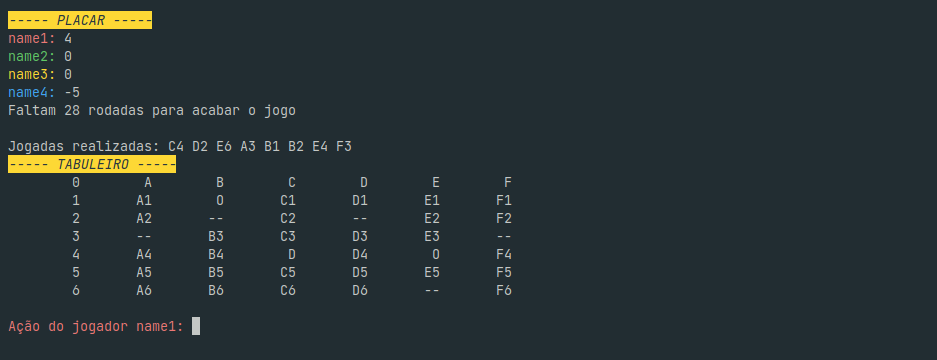 ----- PLACAR -----
name1: 4
name2: 0
name3: 0
name4: -5
Faltam 28 rodadas para acabar o jogo
Jogadas realizadas: C4 D2 E6 A3 B1 B2 E4 F3
----- TABULEIRO -----
0 A B C D E F
1 A1 O C1 D1 E1 F1
2 A2 -- C2 -- E2 F2
3 -- B3 C3 D3 E3 --
4 A4 B4 D D4 O F4
5 A5 B5 C5 D5 E5 F5
6 A6 B6 C6 D6 -- F6
Ação do jogador name1: